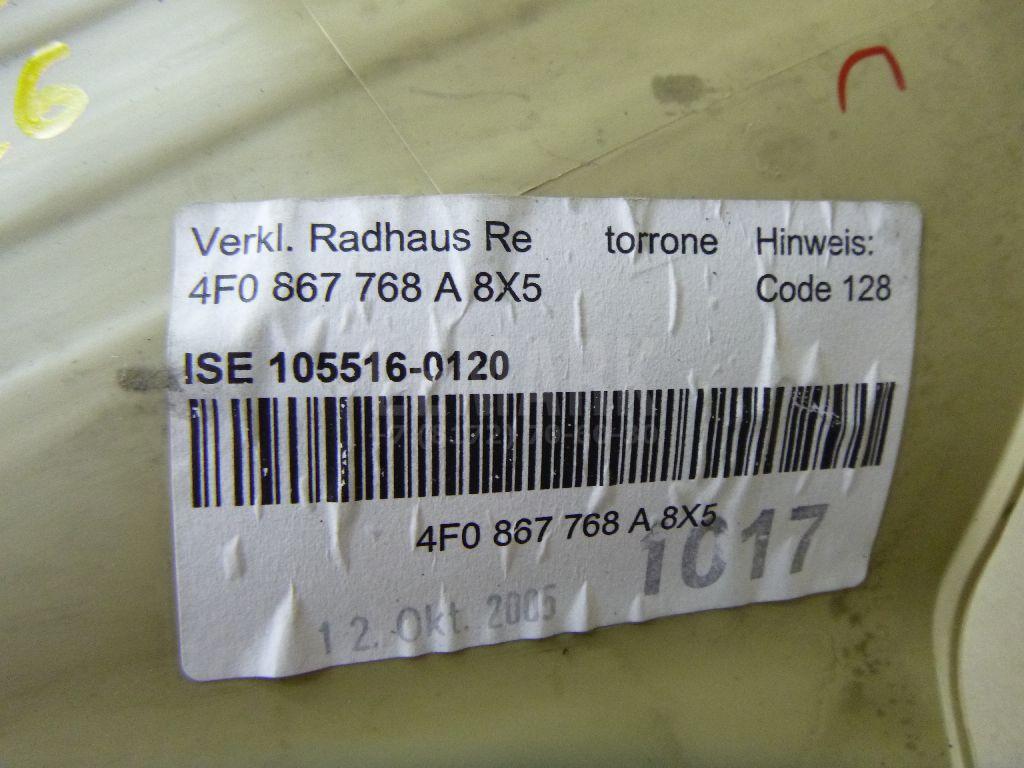 6
Verkl. Radhaus Re torrone Hinweis:
4F0 867 768 A 8X5 Code 128
ISE 105516-0120
4F0 867 768 A 8X5
1017
12. Okt. 2005